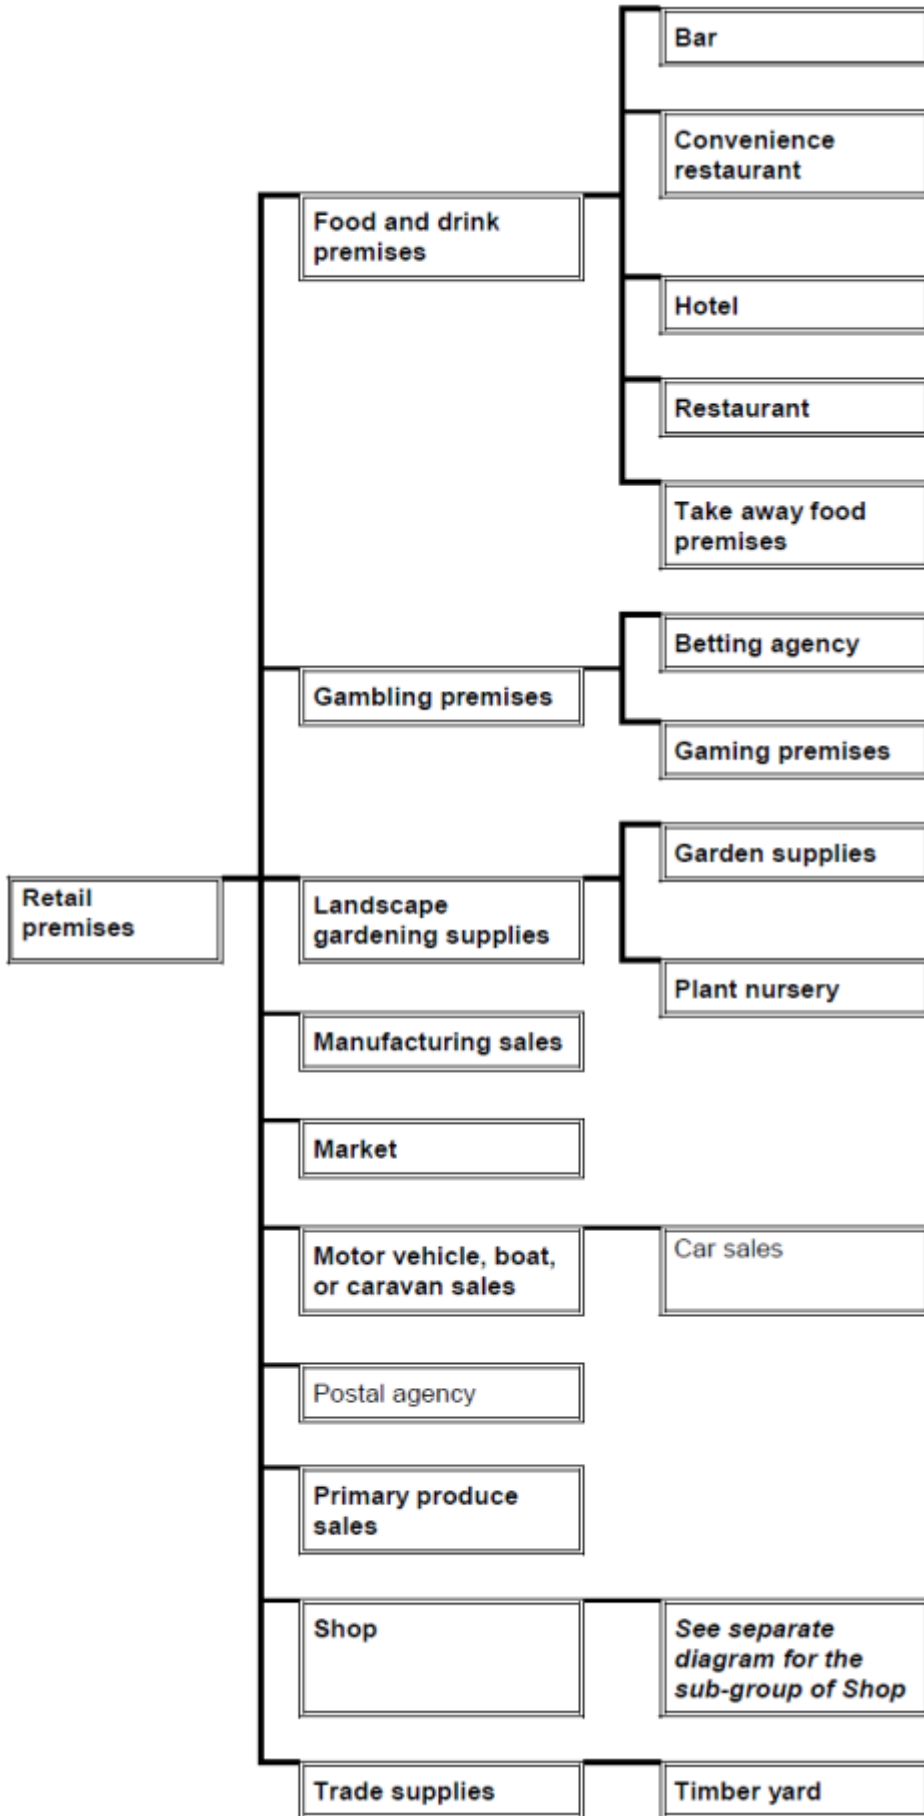 Bar
Convenience
restaurant
Food and drink
premises
Hotel
Restaurant
Take away food
premises
Betting agency
Gambling premises
Gaming premises
Garden supplies
Retail
premises
Landscape
gardening supplies
Plant nursery
Manufacturing sales
Market
Motor vehicle, boat,
or caravan sales
Car sales
Postal agency
Primary produce
sales
Shop
See separate
diagram for the
sub-group of Shop
Trade supplies
Timber yard